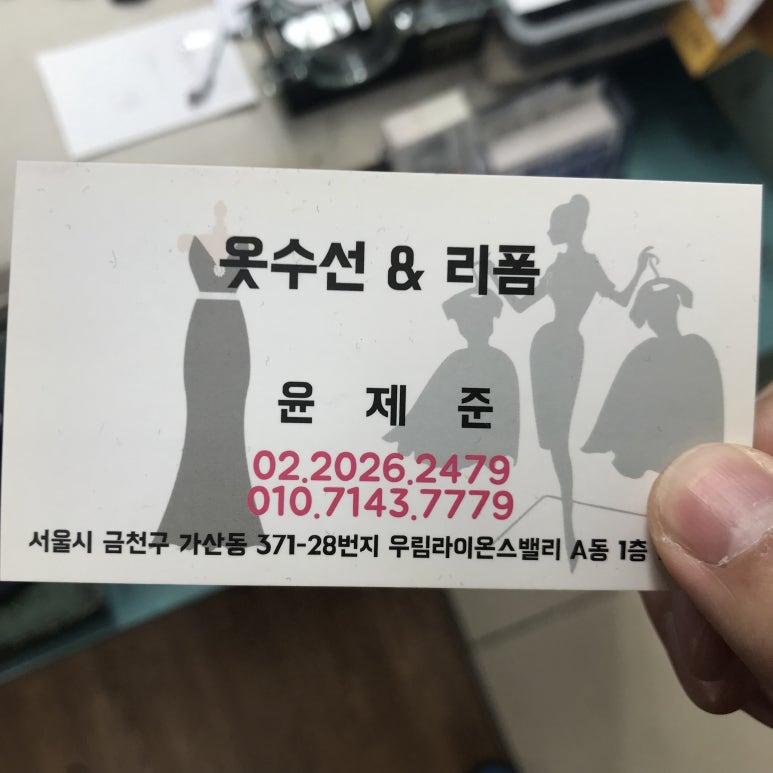 옷수선 & 리폼
윤 제 준
02.2026.2479
010.7143.7779
서울시 금천구 가산동 371-28번지 우림라이온스밸리 A동 1층